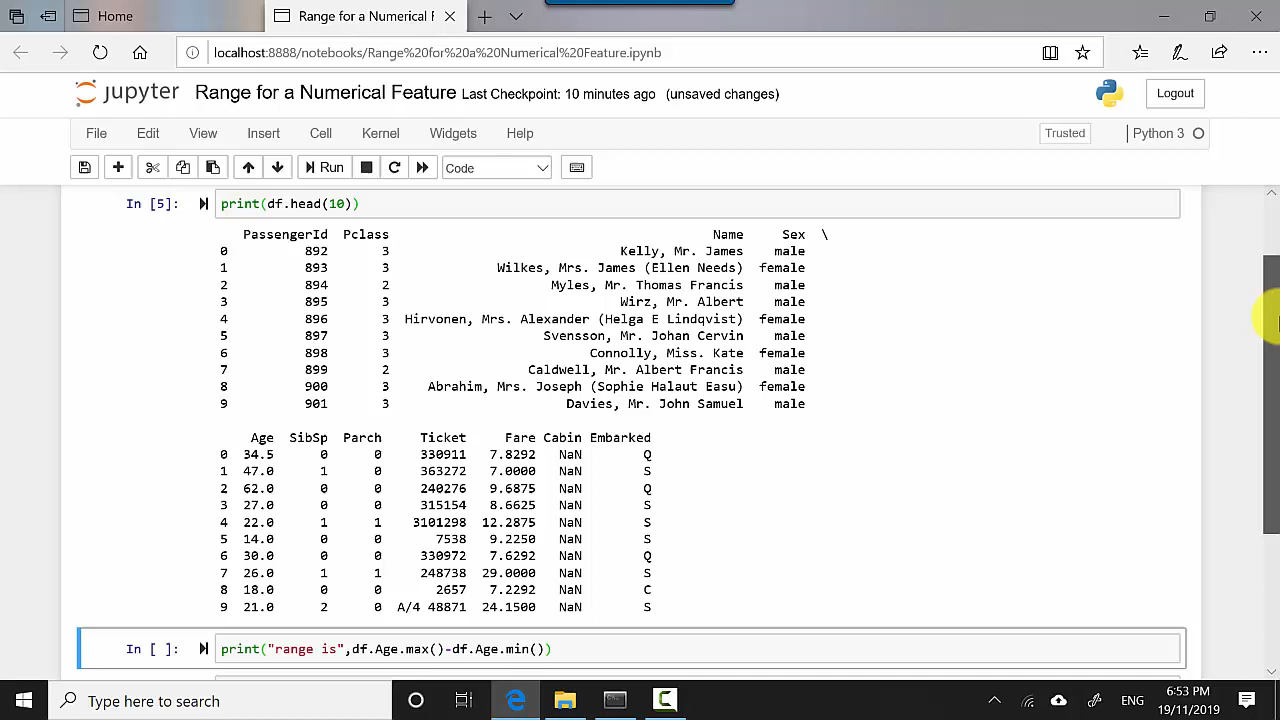 Home
Range for a Numerical F
localhost:8888/notebooks/Range%20for%20a%20Numerical%20Feature.ipynb
jupyter Range for a Numerical Feature Last Checkpoint: 10 minutes ago (unsaved changes)
Logout
File Edit View Insert Cell Kernel Widgets Help
Trusted
Python 3
Run
Code
In [5]: print(df.head(10))
PassengerId Pclass Name Sex \
0 892 3 Kelly, Mr. James male
1 893 3 Wilkes, Mrs. James (Ellen Needs) female
2 894 2 Myles, Mr. Thomas Francis male
3 895 3 Wirz, Mr. Albert male
4 896 3 Hirvonen, Mrs. Alexander (Helga E Lindqvist) female
5 897 3 Svensson, Mr. Johan Cervin male
6 898 3 Connolly, Miss. Kate female
7 899 2 Caldwell, Mr. Albert Francis male
8 900 3 Abrahim, Mrs. Joseph (Sophie Halaut Easu) female
9 901 3 Davies, Mr. John Samuel male
Age SibSp Parch Ticket Fare Cabin Embarked
0 34.5 0 0 330911 7.8292 NaN Q
1 47.0 1 0 363272 7.0000 NaN S
2 62.0 0 0 240276 9.6875 NaN Q
3 27.0 0 0 315154 8.6625 NaN S
4 22.0 1 1 3101298 12.2875 NaN S
5 14.0 0 0 7538 9.2250 NaN S
6 30.0 0 0 330972 7.6292 NaN Q
7 26.0 1 1 248738 29.0000 NaN S
8 18.0 0 0 2657 7.2292 NaN C
9 21.0 2 0 A/4 48871 24.1500 NaN S
In [ ]: print("range is",df.Age.max()-df.Age.min())
Type here to search
ENG
6:53 PM
19/11/2019